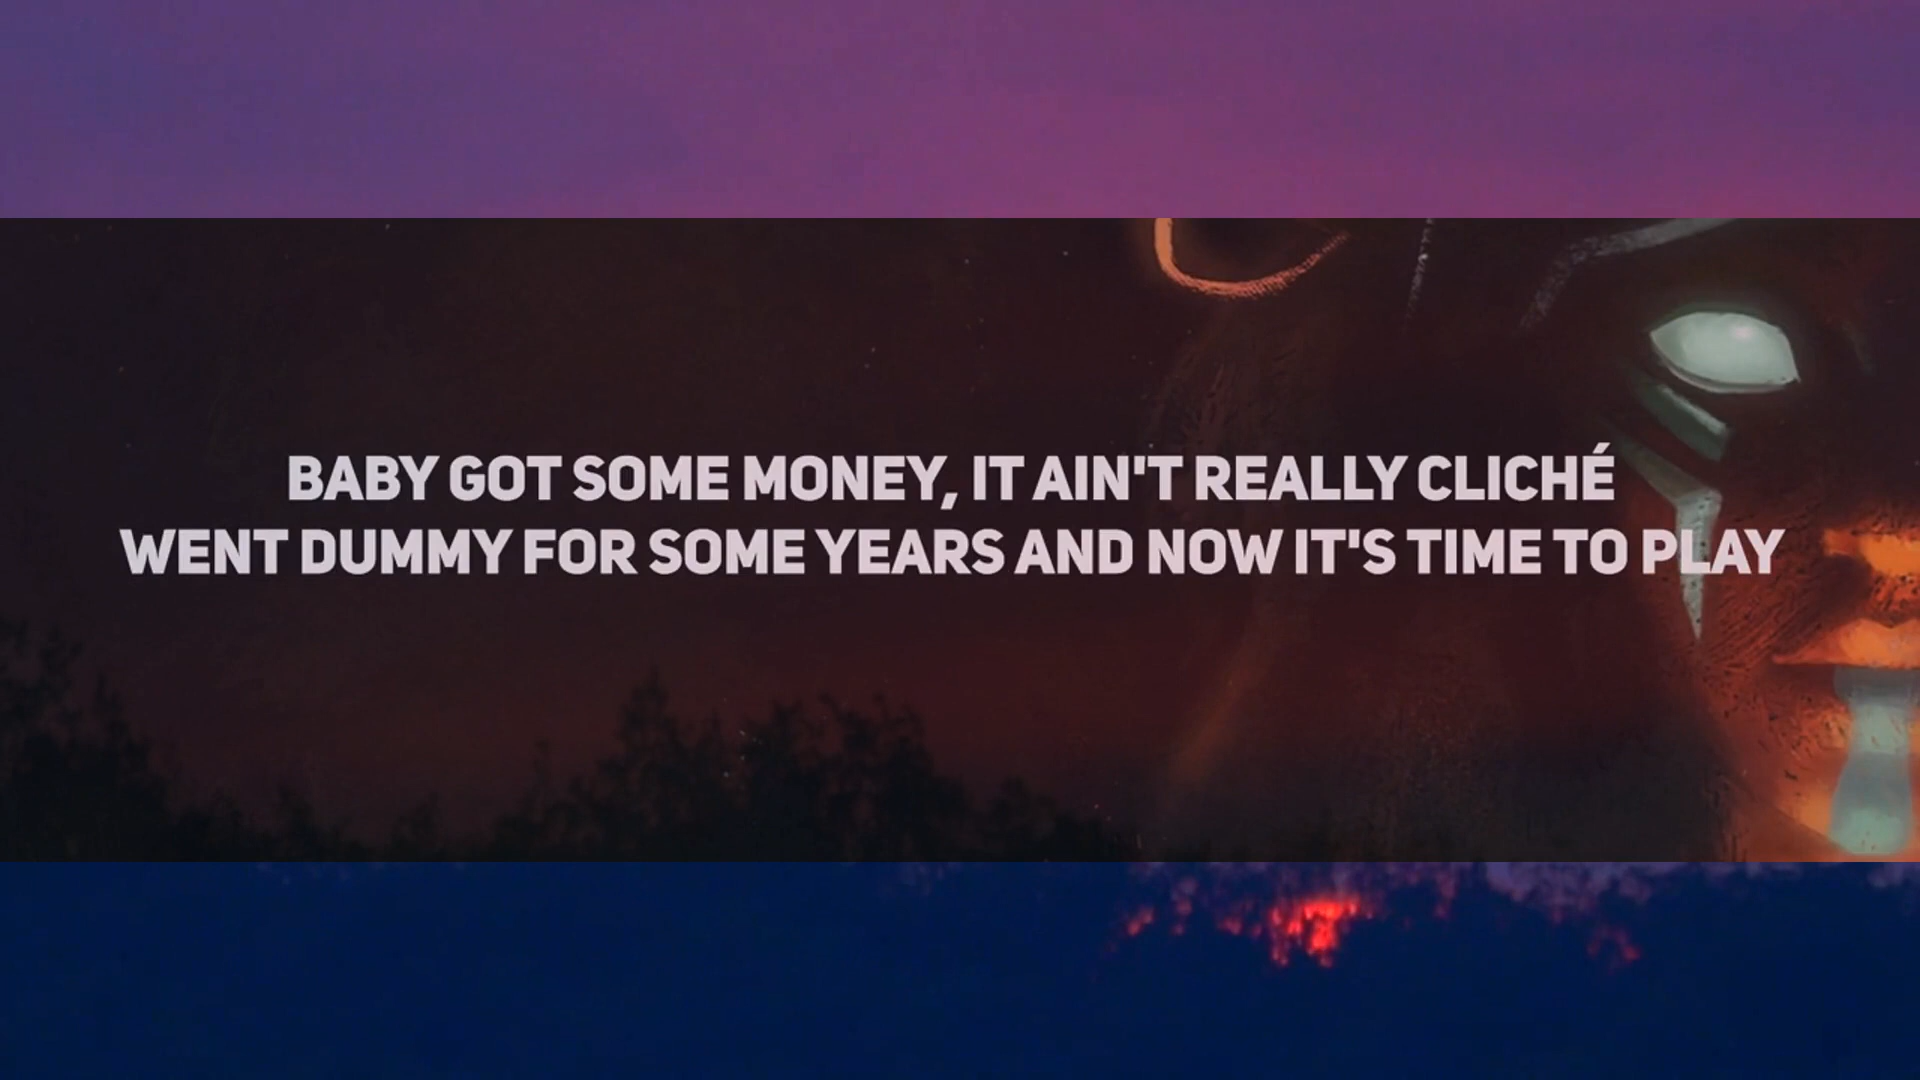 BABY GOT SOME MONEY, IT AIN'T REALLY CLICHÉ
WENT DUMMY FOR SOME YEARS AND NOW IT'S TIME TO PLAY